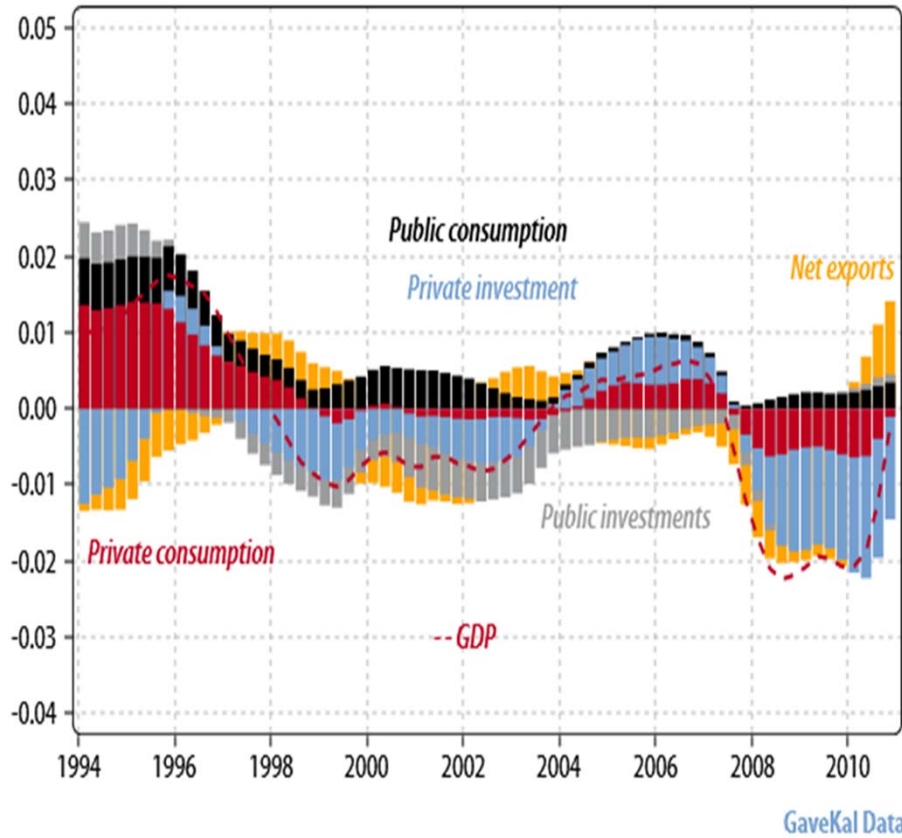 0.05
0.04
0.03
0.02
0.01
0.00
-0.01
-0.02
-0.03
-0.04
Public consumption
Private investment
Net exports
Public investments
Private consumption
--GDP
1994 1996 1998 2000 2002 2004 2006 2008 2010
GaveKal Data